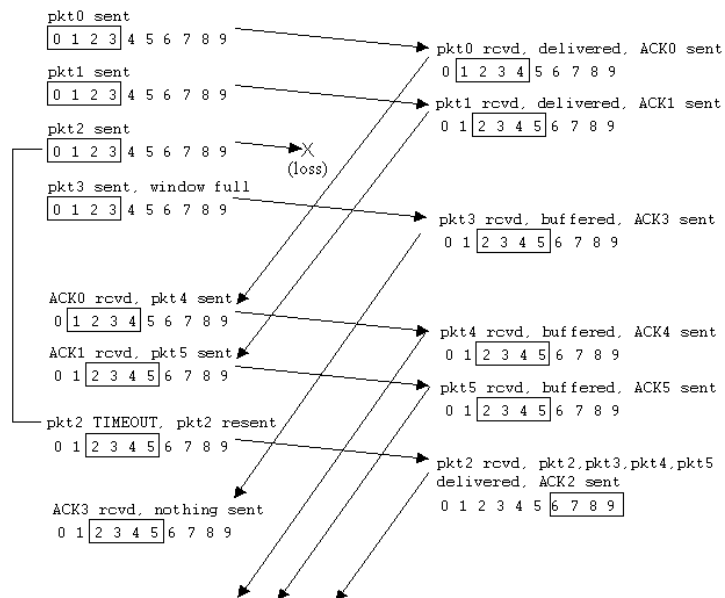 pkt0 sent
0 1 2 3 4 5 6 7 8 9
pkt1 sent
0 1 2 3 4 5 6 7 8 9
pkt2 sent
0 1 2 3 4 5 6 7 8 9
X
(loss)
pkt3 sent, window full
0 1 2 3 4 5 6 7 8 9
ACK0 rcvd, pkt4 sent
0 1 2 3 4 5 6 7 8 9
ACK1 rcvd, pkt5 sent
0 1 2 3 4 5 6 7 8 9
pkt2 TIMEOUT, pkt2 resent
0 1 2 3 4 5 6 7 8 9
ACK3 rcvd, nothing sent
0 1 2 3 4 5 6 7 8 9
pkt0 rcvd, delivered, ACK0 sent
0 1 2 3 4 5 6 7 8 9
pkt1 rcvd, delivered, ACK1 sent
0 1 2 3 4 5 6 7 8 9
pkt3 rcvd, buffered, ACK3 sent
0 1 2 3 4 5 6 7 8 9
pkt4 rcvd, buffered, ACK4 sent
0 1 2 3 4 5 6 7 8 9
pkt5 rcvd, buffered, ACK5 sent
0 1 2 3 4 5 6 7 8 9
pkt2 rcvd, pkt2,pkt3,pkt4,pkt5
delivered, ACK2 sent
0 1 2 3 4 5 6 7 8 9